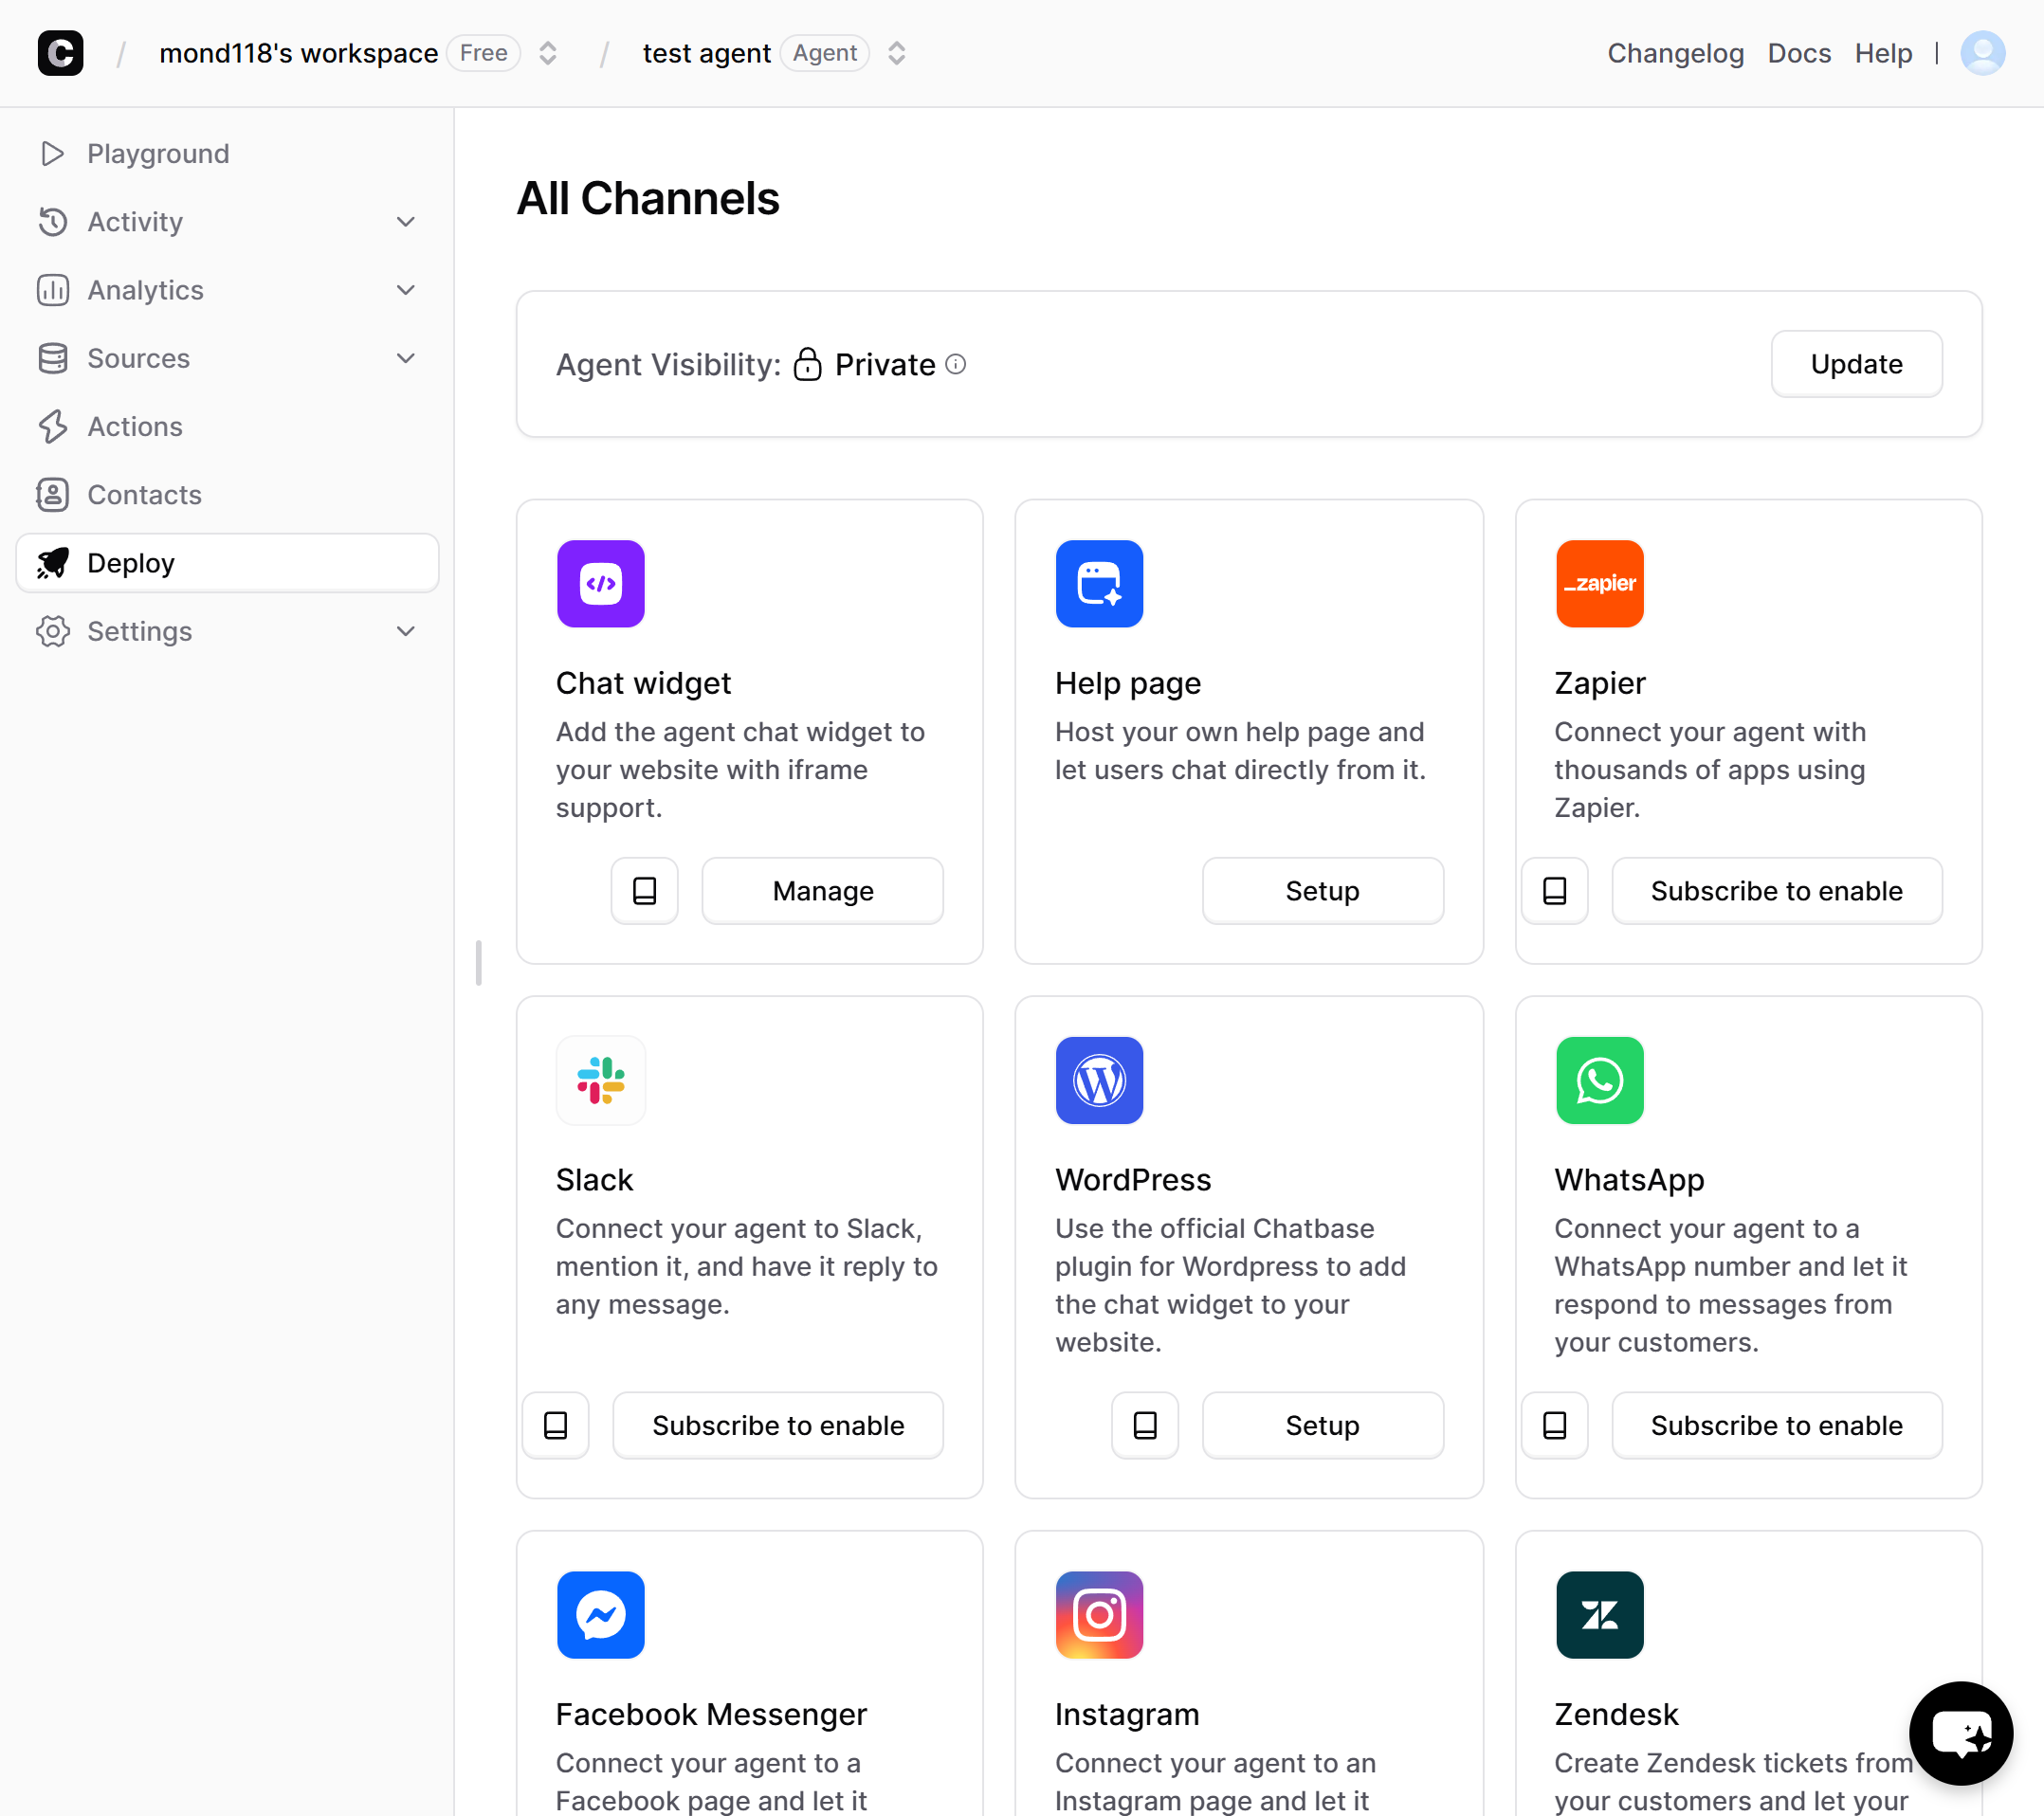 mond118's workspace Free
test agent Agent
Changelog Docs Help
Playground
Activity
Analytics
Sources
Actions
Contacts
Deploy
Settings
All Channels
Agent Visibility: Private
Update
Chat widget
Add the agent chat widget to
your website with iframe
support.
Manage
Help page
Host your own help page and
let users chat directly from it.
Setup
_zapier
Zapier
Connect your agent with
thousands of apps using
Zapier.
Subscribe to enable
Slack
Connect your agent to Slack,
mention it, and have it reply to
any message.
Subscribe to enable
WordPress
Use the official Chatbase
plugin for Wordpress to add
the chat widget to your
website.
Setup
WhatsApp
Connect your agent to a
WhatsApp number and let it
respond to messages from
your customers.
Subscribe to enable
Facebook Messenger
Connect your agent to a
Facebook page and let it
Instagram
Connect your agent to an
Instagram page and let it
Zendesk
Create Zendesk tickets from
your customers and let your